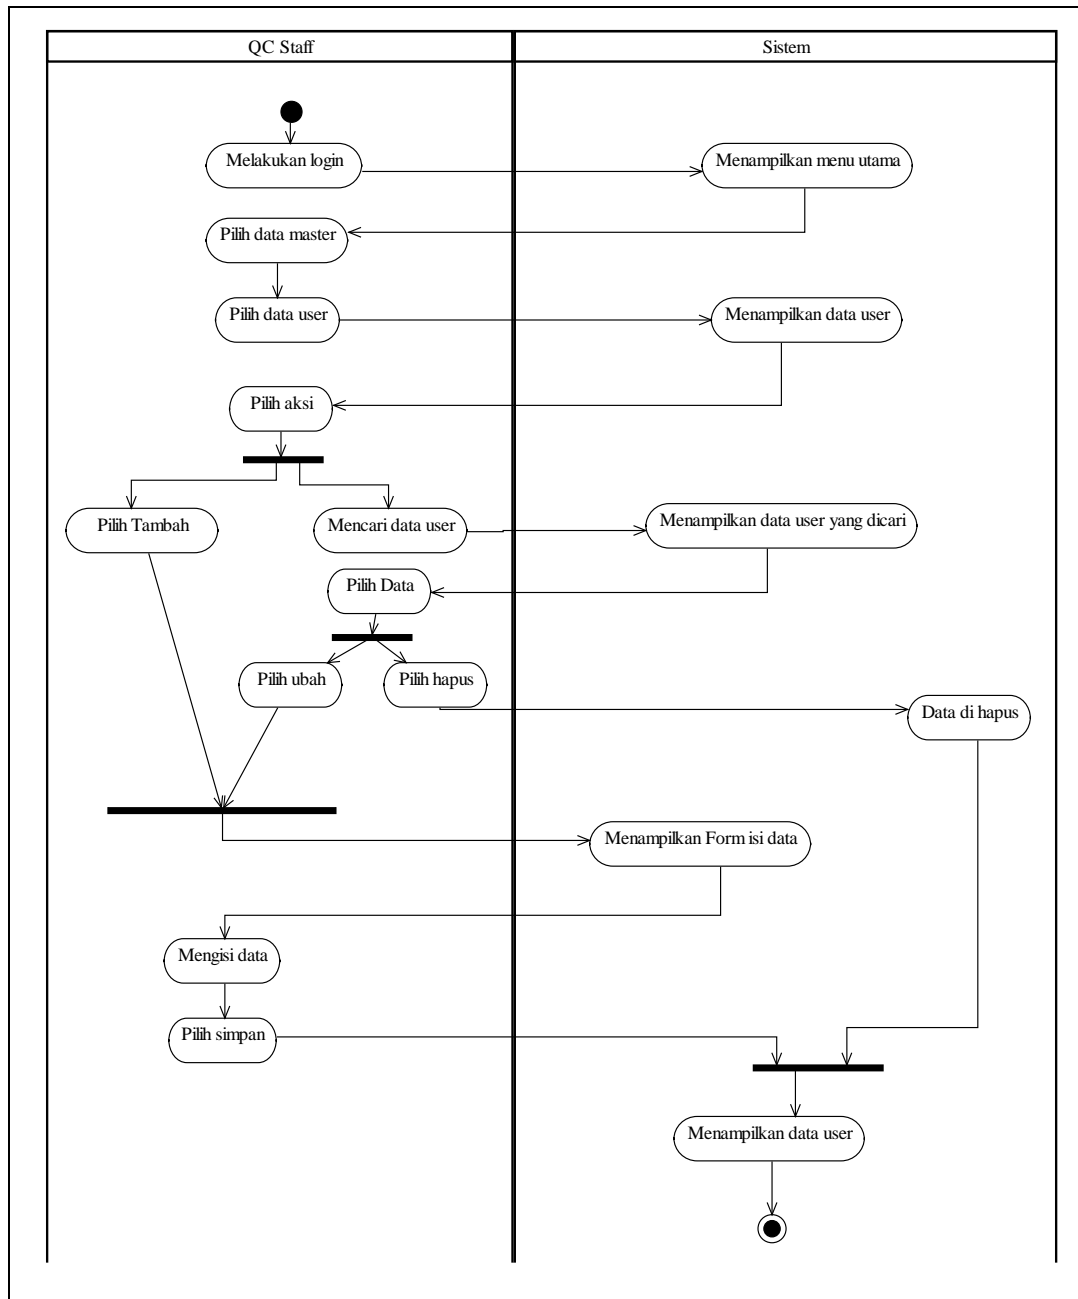 QC Staff
Sistem
Melakukan login
Menampilkan menu utama
Pilih data master
Pilih data user
Menampilkan data user
Pilih aksi
Pilih Tambah
Mencari data user
Menampilkan data user yang dicari
Pilih Data
Pilih ubah
Pilih hapus
Data di hapus
Menampilkan Form isi data
Mengisi data
Pilih simpan
Menampilkan data user